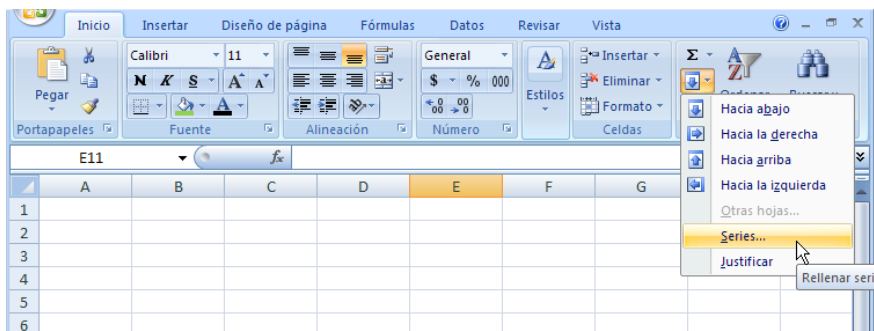 Inicio Insertar Diseño de página Fórmulas Datos Revisar Vista
Calibri 11 General Insertar Σ
Pegar N K S A A $ % 000 Estilos Eliminar
A Formato
Portapapeles Fuente Alineación Número Celdas
Hacia abajo
Hacia la derecha
Hacia arriba
Hacia la izquierda
Otras hojas...
Series...
Justificar
Rellenar
E11 fx
A B C D E F G
1
2
3
4
5
6